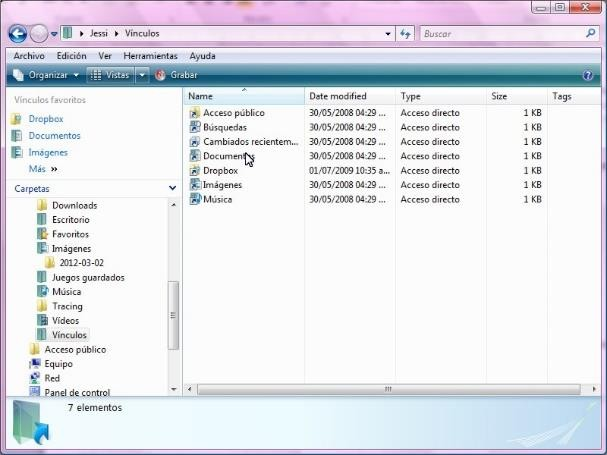 Jessi ▸ Vínculos
Buscar
Archivo Edición Ver Herramientas Ayuda
Organizar Vistas Grabar
Vínculos favoritos
Dropbox
Documentos
Imágenes
Más »
Carpetas
Downloads
Escritorio
Favoritos
Imágenes
2012-03-02
Juegos guardados
Música
Tracing
Vídeos
Vínculos
Acceso público
Equipo
Red
Panel de control
Name Date modified Type Size Tags
Acceso público 30/05/2008 04:29 ... Acceso directo 1 KB
Búsquedas 30/05/2008 04:29 ... Acceso directo 1 KB
Cambiados recientem... 30/05/2008 04:29 ... Acceso directo 1 KB
Documentos 30/05/2008 04:29 ... Acceso directo 1 KB
Dropbox 01/07/2009 10:35 a... Acceso directo 1 KB
Imágenes 30/05/2008 04:29 ... Acceso directo 1 KB
Música 30/05/2008 04:29 ... Acceso directo 1 KB
7 elementos